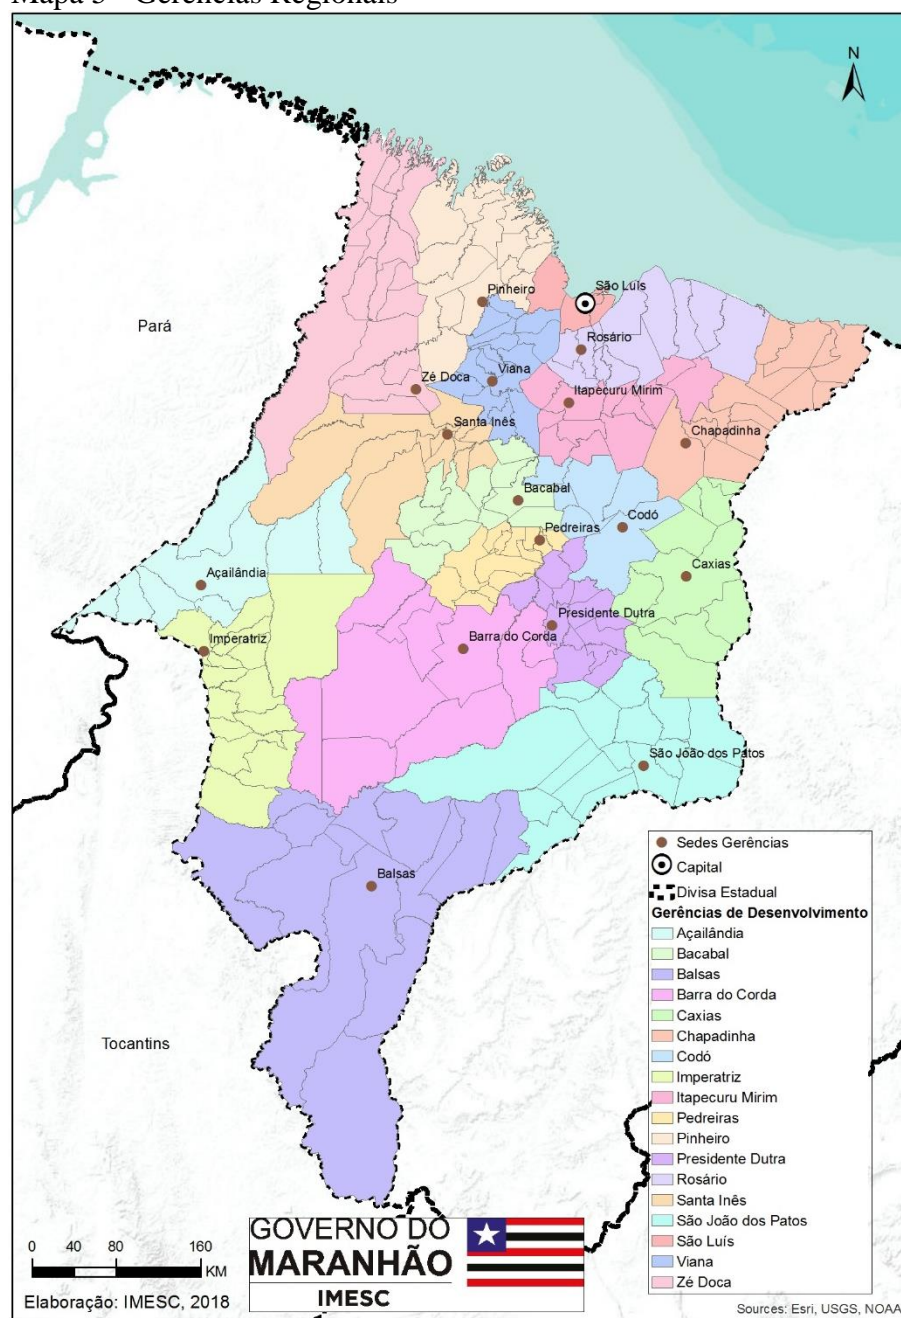 Mapa 3 - Gerências Regionais
N
São Luís
Pinheiro
Pará
Rosário
Viana
Zé Doca
Itapecuru Mirim
Santa Inês
Chapadinha
Bacabal
Codó
Pedreiras
Caxias
Açailândia
Presidente Dutra
Imperatriz
Barra do Corda
São João dos Patos
Balsas
Tocantins
Sedes Gerências
Capital
Divisa Estadual
Gerências de Desenvolvimento
Açailândia
Bacabal
Balsas
Barra do Corda
Caxias
Chapadinha
Codó
Imperatriz
Itapecuru Mirim
Pedreiras
Pinheiro
Presidente Dutra
Rosário
Santa Inês
São João dos Patos
São Luís
Viana
Zé Doca
GOVERNO DO
MARANHÃO
IMESC
0 40 80 160
KM
Elaboração: IMESC, 2018
Sources: Esri, USGS, NOAA